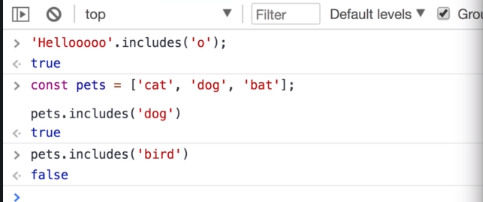 top Filter Default levels Grou
'Hellooooo'.includes('o');
true
const pets = ['cat', 'dog', 'bat'];
pets.includes('dog')
true
pets.includes('bird')
false